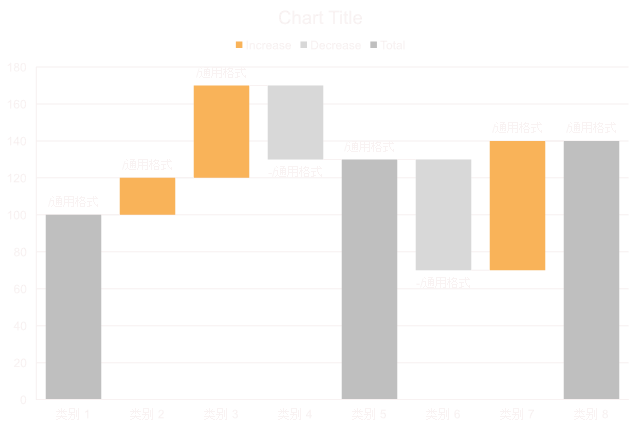 Chart Title
Increase Decrease Total
180
160
140
120
100
80
60
40
20
0
/通用格式
/通用格式
/通用格式
-/通用格式
/通用格式
-/通用格式
/通用格式
/通用格式
类别 1 类别 2 类别 3 类别 4 类别 5 类别 6 类别 7 类别 8